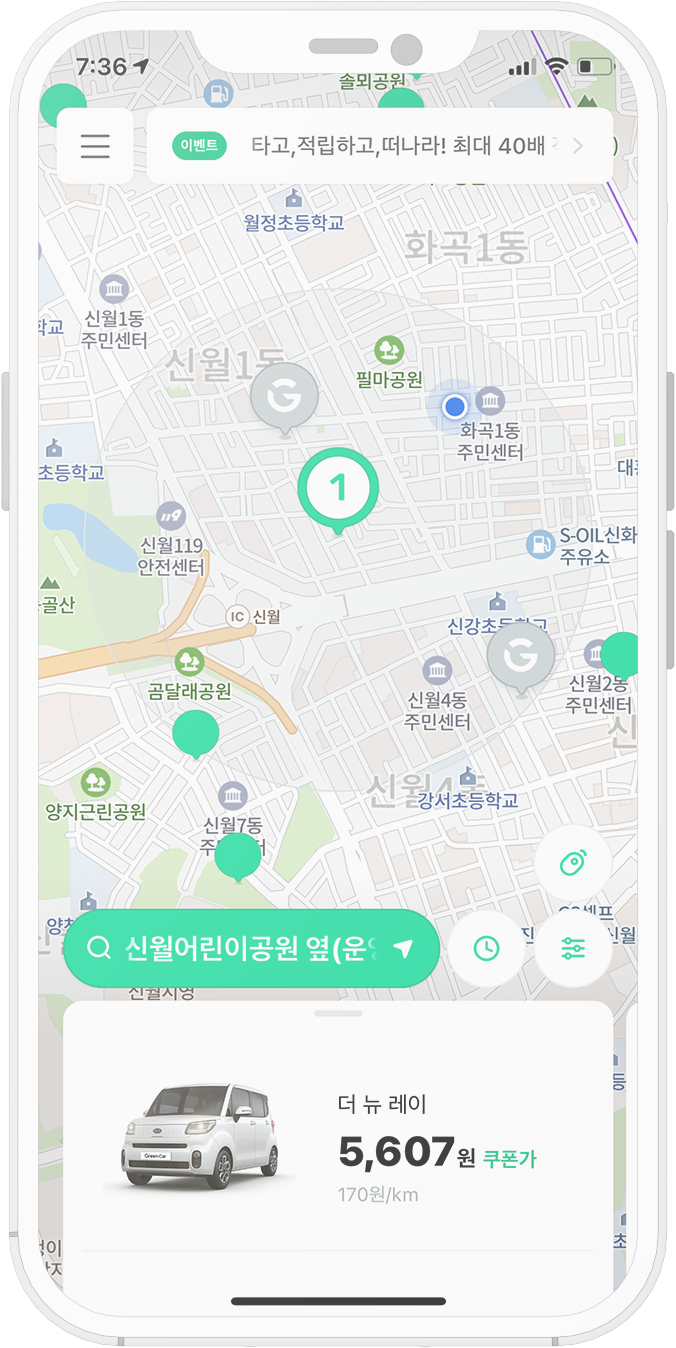 7:36
솔뫼공원
이벤트 타고,적립하고,떠나라! 최대 40배
월정초등학교
화곡1동
신월1동
주민센터
학교
신월1동
필마공원
G
화곡1동
주민센터
1
초등학교
119
신월119
안전센터
S-OIL신화
주유소
골산
IC 신월
신강초등학교
G
곰달래공원
신월4동
주민센터
신월2동
주민센터
신
신월4동
강서초등학교
양지근린공원
신월7동
신월어린이공원 옆(운
신월
신월시영
더 뉴 레이
5,607원 쿠폰가
170원/km
GreenCar